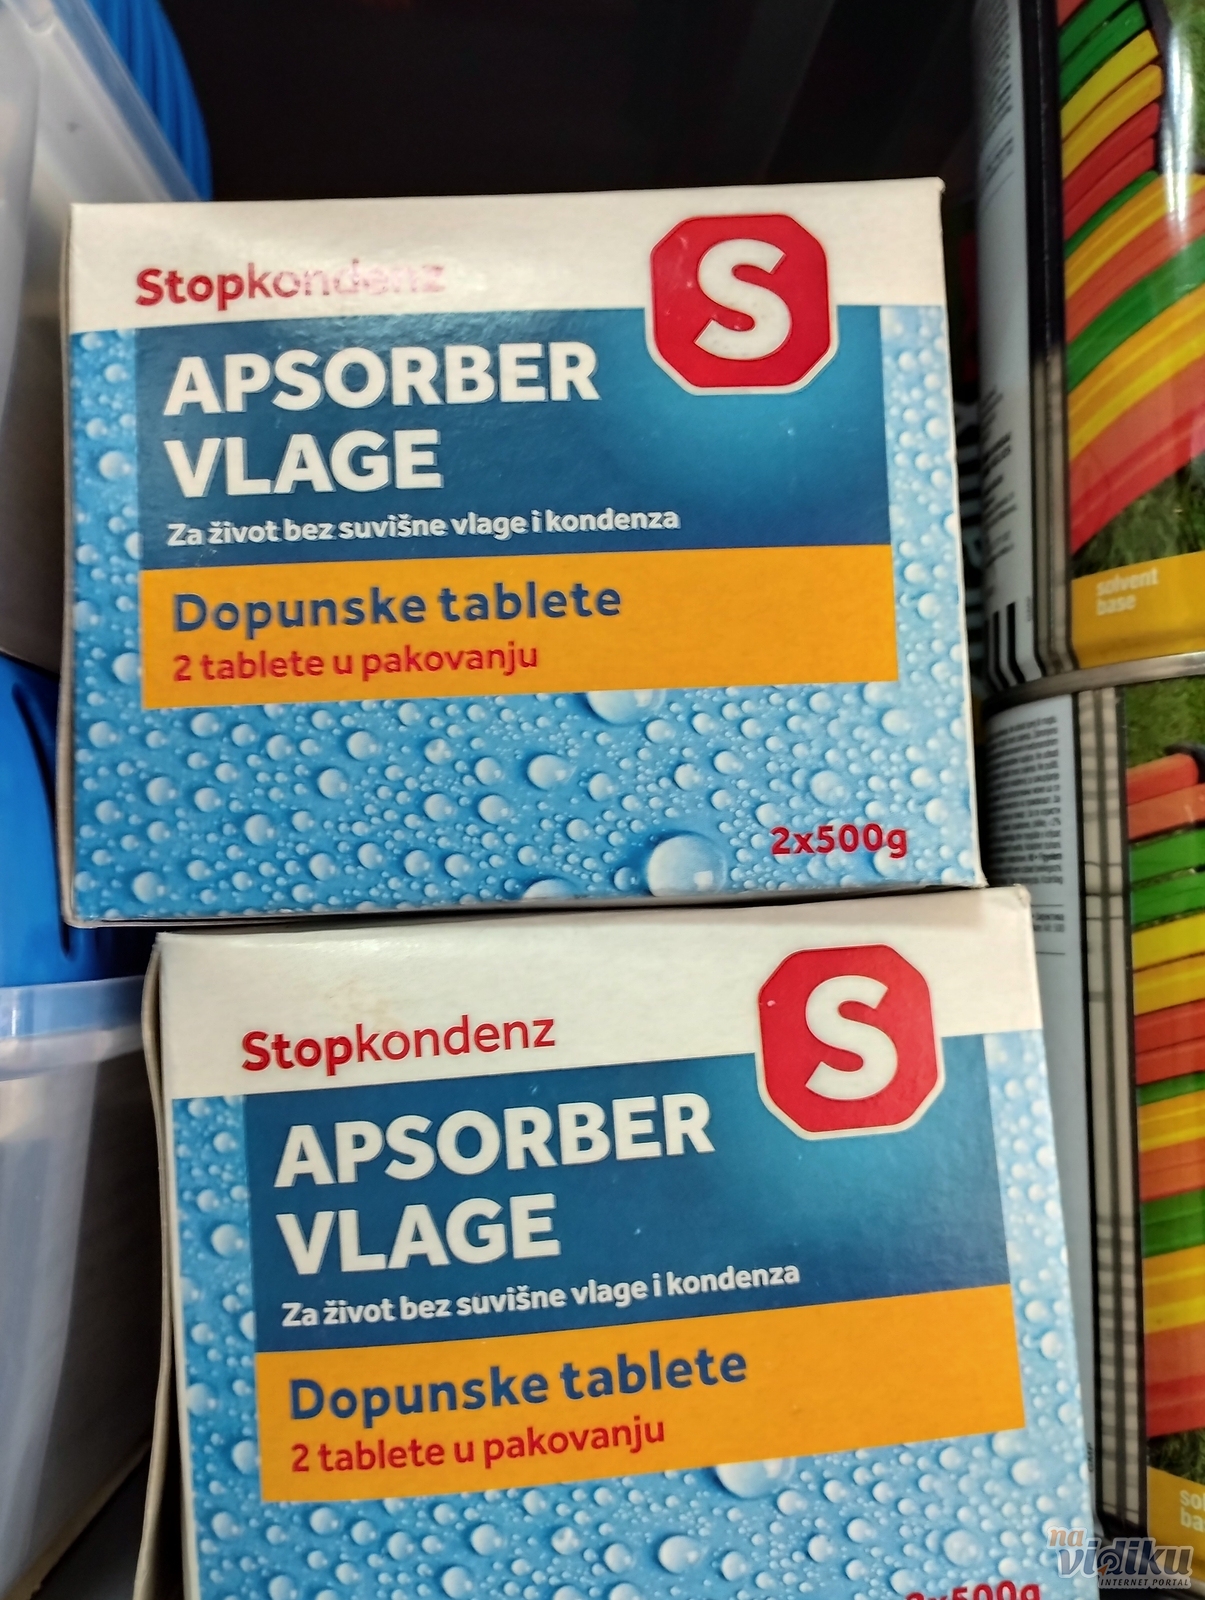 Stopkondenz
S
APSORBER
VLAGE
Za život bez suvišne vlage i kondenza
Dopunske tablete
2 tablete u pakovanju
2x500g
solvent
base
Stopkondenz
S
APSORBER
VLAGE
Za život bez suvišne vlage i kondenza
Dopunske tablete
2 tablete u pakovanju
2x500g
na
vidiku
INTERNET PORTAL